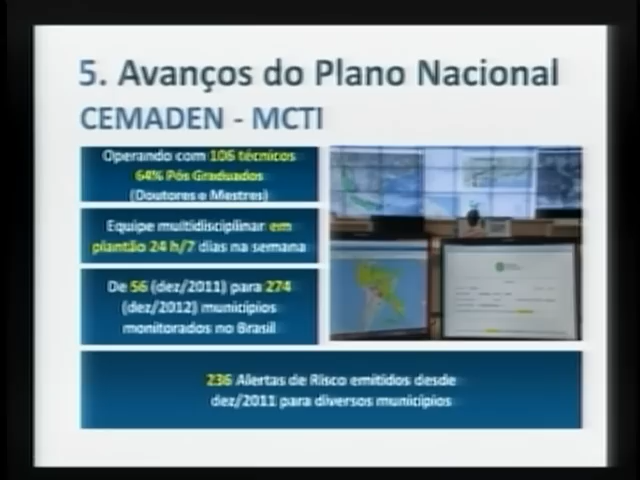 5. Avanços do Plano Nacional
CEMADEN - MCTI
Operando com 106 técnicos
64% Pós Graduados
(Doutores e Mestres)
Equipe multidisciplinar em
plantão 24 h/7 dias na semana
De 56 (dez/2011) para 274
(dez/2012) municípios
monitorados no Brasil
236 Alertas de Risco emitidos desde
dez/2011 para diversos municípios